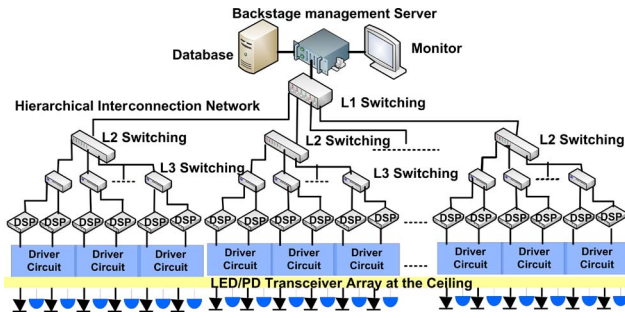 Backstage management Server
Database
Monitor
L1 Switching
Hierarchical Interconnection Network
L2 Switching
L2 Switching
L2 Switching
L3 Switching
L3 Switching
DSP DSP DSP DSP DSP DSP DSP DSP DSP DSP DSP DSP DSP DSP DSP DSP DSP DSP
Driver Circuit Driver Circuit Driver Circuit Driver Circuit Driver Circuit Driver Circuit Driver Circuit Driver Circuit Driver Circuit
LED/PD Transceiver Array at the Ceiling